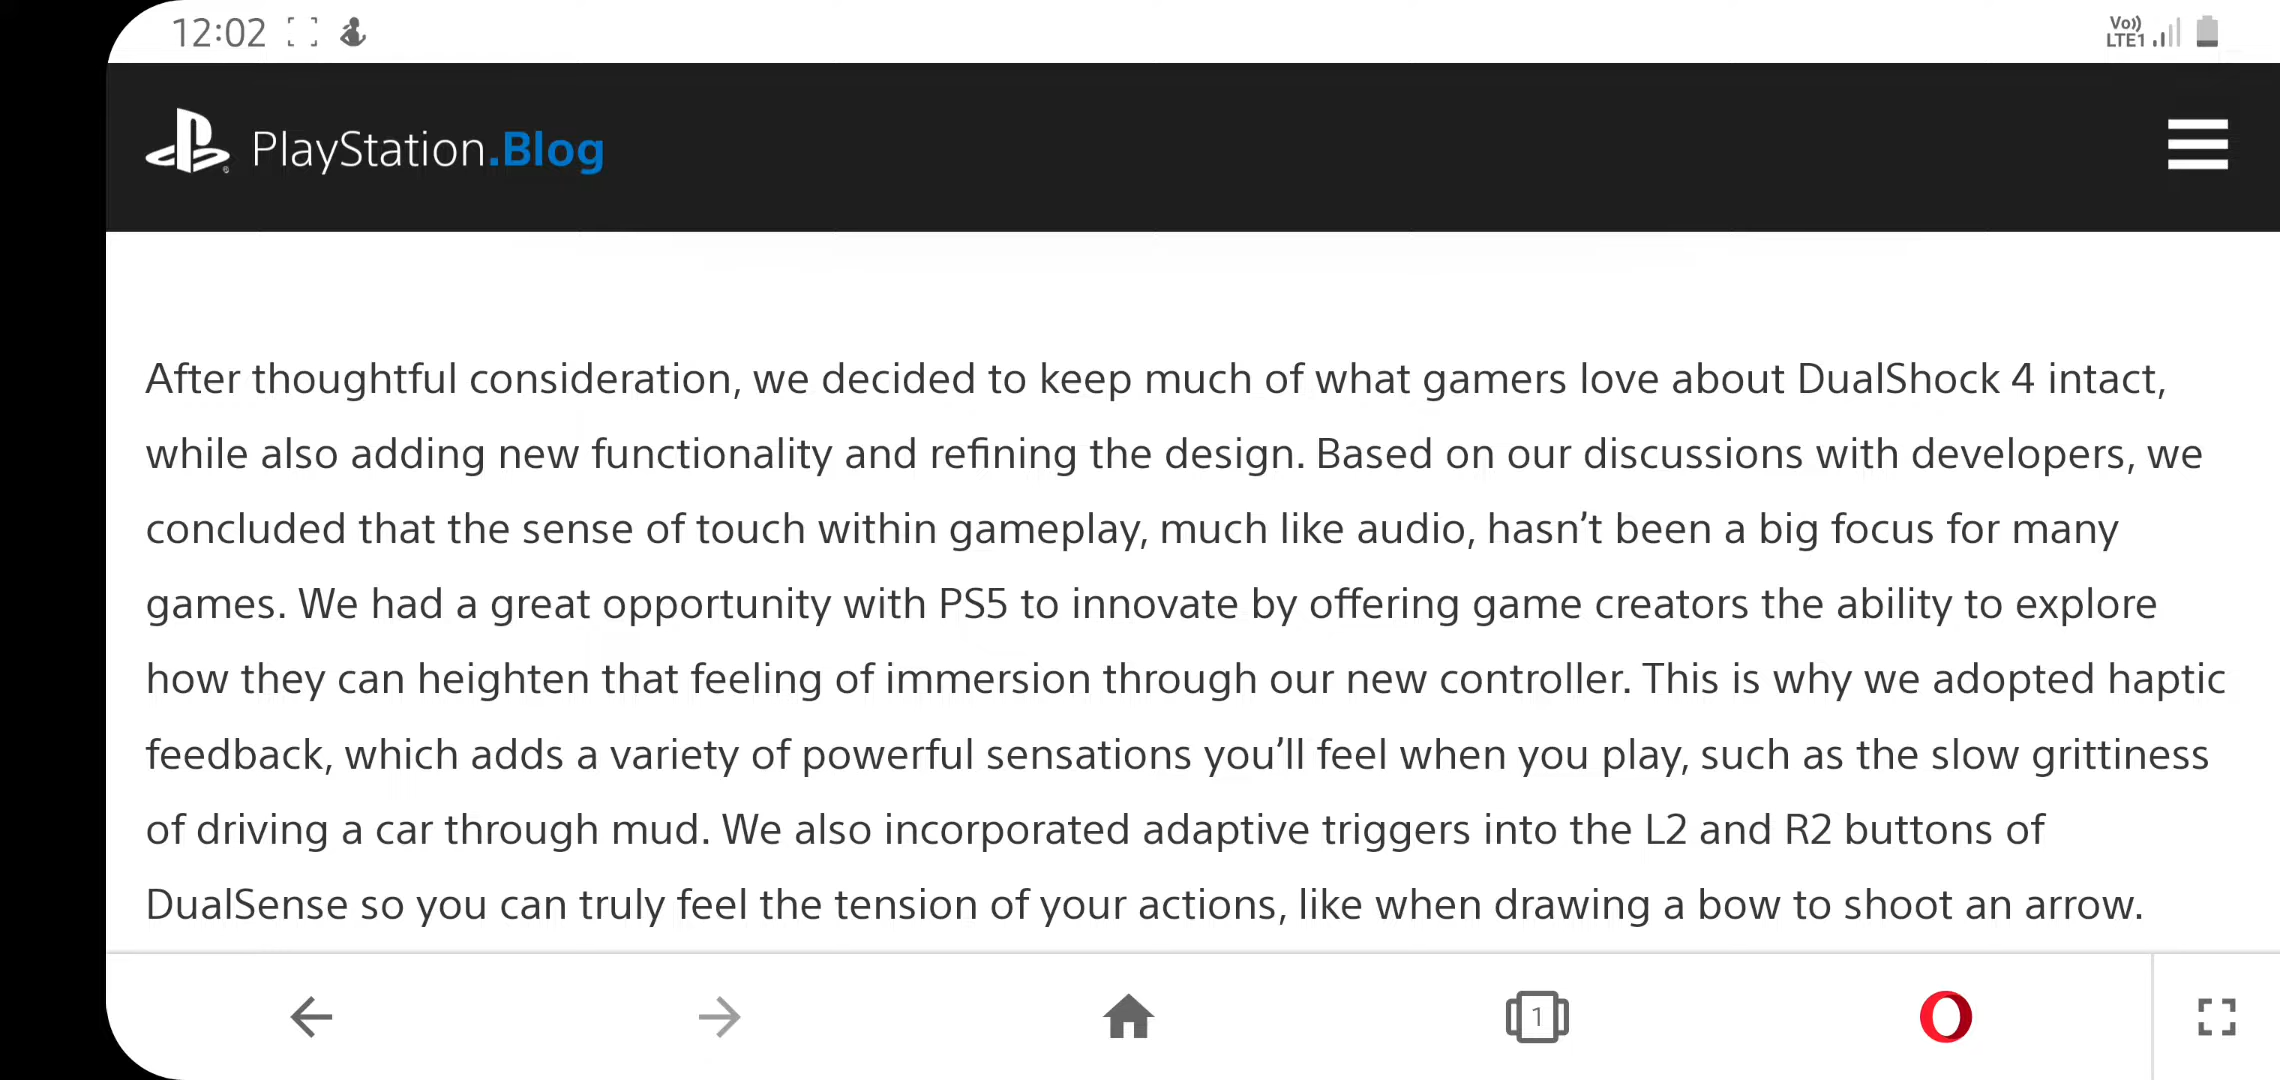 12:02
Vo))
LTE1
PlayStation.Blog
After thoughtful consideration, we decided to keep much of what gamers love about DualShock 4 intact,
while also adding new functionality and refining the design. Based on our discussions with developers, we
concluded that the sense of touch within gameplay, much like audio, hasn’t been a big focus for many
games. We had a great opportunity with PS5 to innovate by offering game creators the ability to explore
how they can heighten that feeling of immersion through our new controller. This is why we adopted haptic
feedback, which adds a variety of powerful sensations you’ll feel when you play, such as the slow grittiness
of driving a car through mud. We also incorporated adaptive triggers into the L2 and R2 buttons of
DualSense so you can truly feel the tension of your actions, like when drawing a bow to shoot an arrow.
1